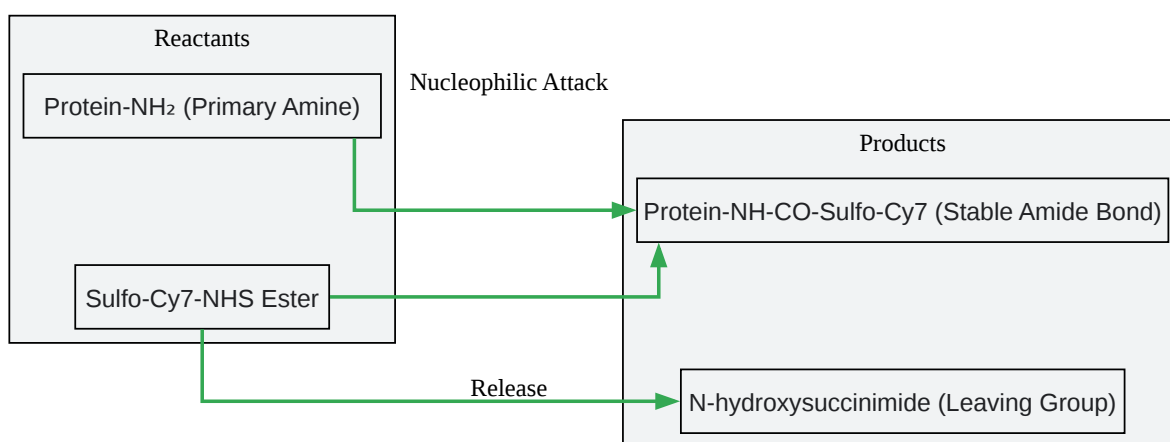 Reactants
Protein-NH₂ (Primary Amine)
Nucleophilic Attack
Products
Protein-NH-CO-Sulfo-Cy7 (Stable Amide Bond)
Sulfo-Cy7-NHS Ester
Release
N-hydroxysuccinimide (Leaving Group)